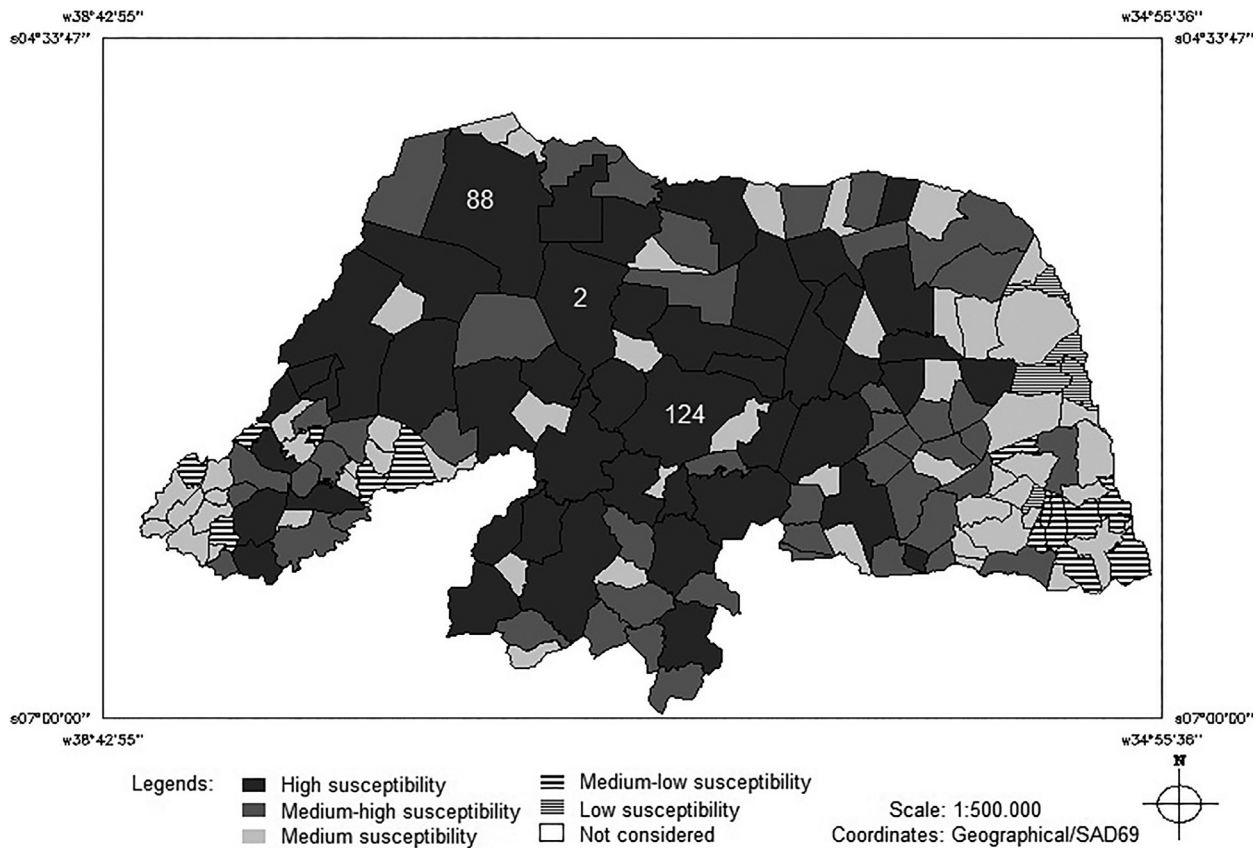 w38°42'55" w34°55'36"
s04°33'47" s04°33'47"
88
2
124
s07°00'00" s07°00'00"
w38°42'55" w34°55'36"
N
Legends: High susceptibility Medium-low susceptibility
Medium-high susceptibility Low susceptibility Scale: 1:500.000
Medium susceptibility Not considered Coordinates: Geographical/SAD69